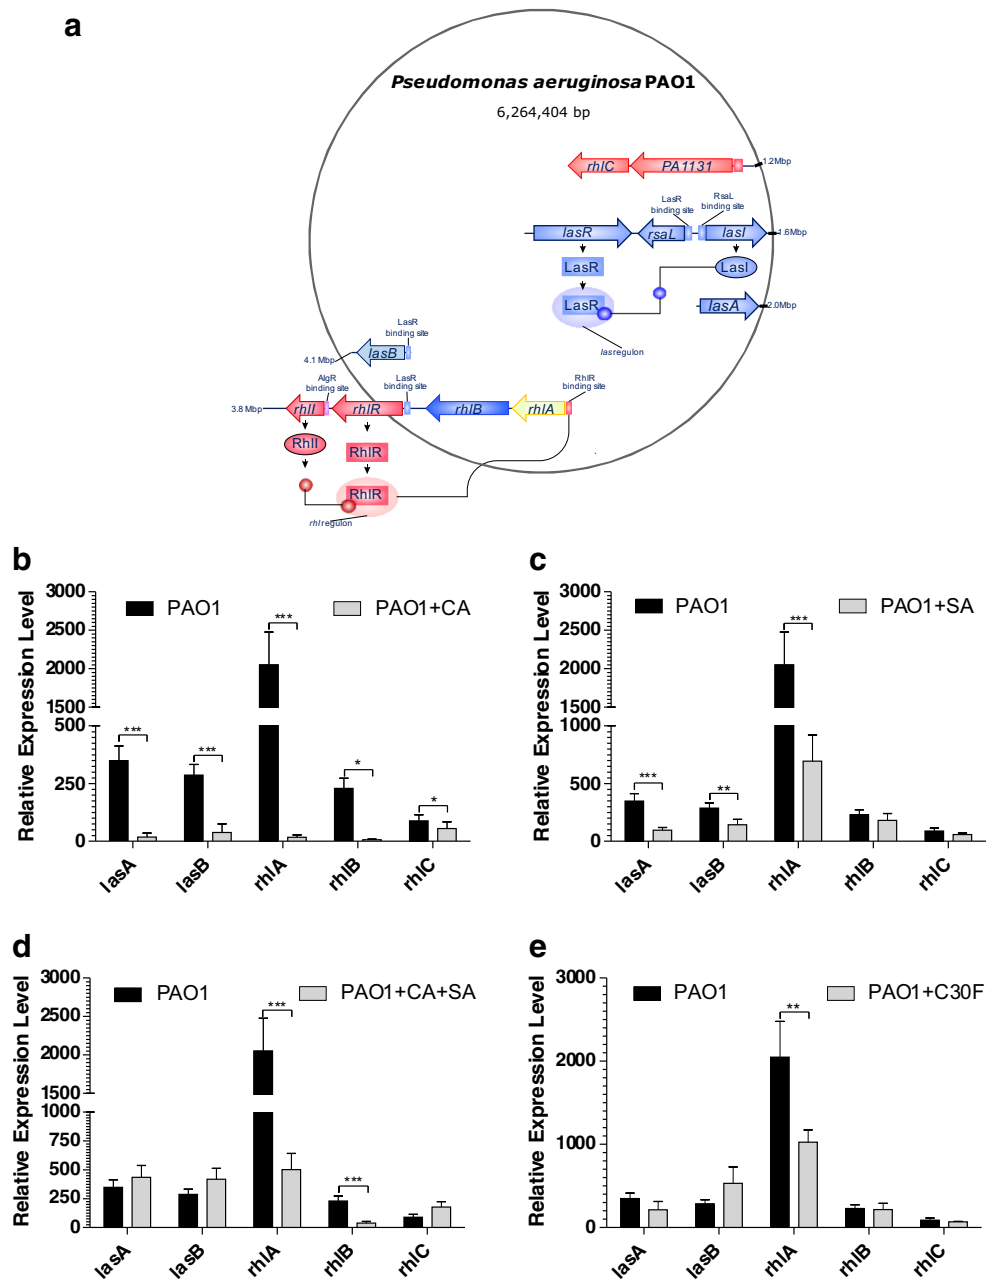 a
Pseudomonas aeruginosa PAO1
6,264,404 bp
rhlC
PA1131
1.2Mbp
LasR
binding site
RsaL
binding site
lasR
rsaL
lasI
1.6Mbp
LasR
LasI
LasR
lasA
2.0Mbp
las regulon
LasR
binding site
lasB
4.1 Mbp
AlgR
binding site
LasR
binding site
RhlR
binding site
3.8 Mbp
rhlI
rhlR
rhlB
rhlA
RhlI
RhlR
RhlR
rhl regulon
b
Relative Expression Level
3000
2500
2000
1500
500
250
0
PAO1
PAO1+CA
***
***
***
*
*
lasA
lasB
rhlA
rhlB
rhlC
c
Relative Expression Level
3000
2500
2000
1500
1000
500
0
PAO1
PAO1+SA
***
**
***
lasA
lasB
rhlA
rhlB
rhlC
d
Relative Expression Level
3000
2500
2000
1500
1000
750
500
250
0
PAO1
PAO1+CA+SA
***
***
lasA
lasB
rhlA
rhlB
rhlC
e
Relative Expression Level
3000
2000
1000
0
PAO1
PAO1+C30F
**
lasA
lasB
rhlA
rhlB
rhlC